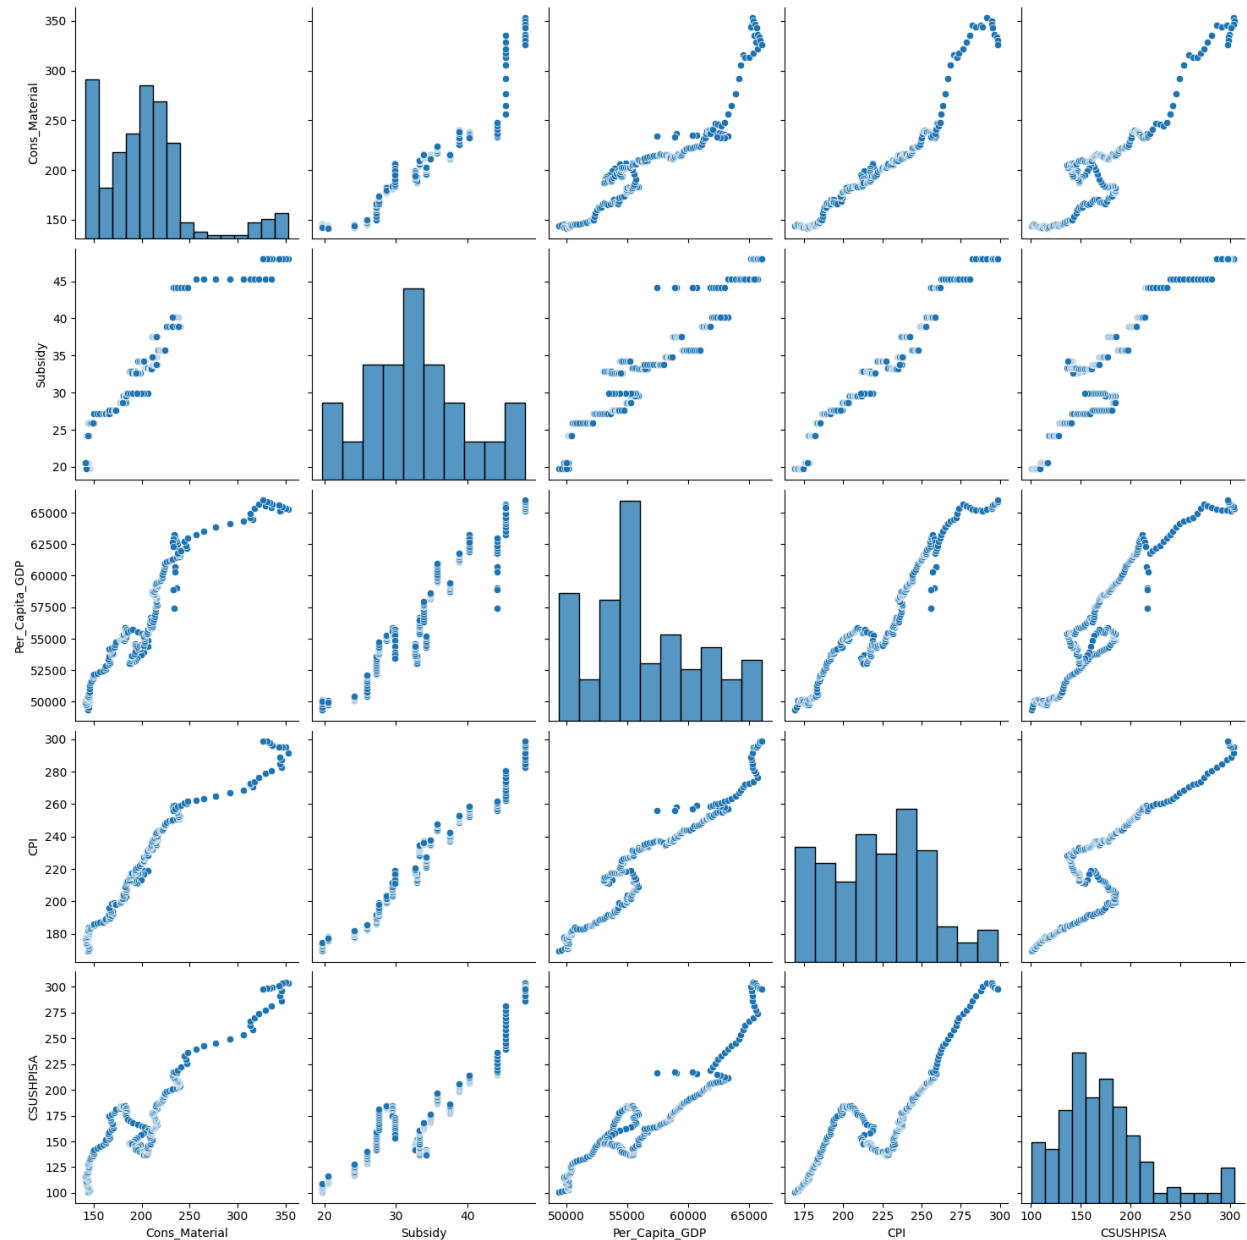 350
300
250
200
150
Cons_Material
45
40
35
30
25
20
Subsidy
65000
62500
60000
57500
55000
52500
50000
Per_Capita_GDP
300
280
260
240
220
200
180
CPI
300
275
250
225
200
175
150
125
100
CSUSHPISA
150 200 250 300 350
Cons_Material
20 30 40
Subsidy
50000 55000 60000 65000
Per_Capita_GDP
175 200 225 250 275 300
CPI
100 150 200 250 300
CSUSHPISA